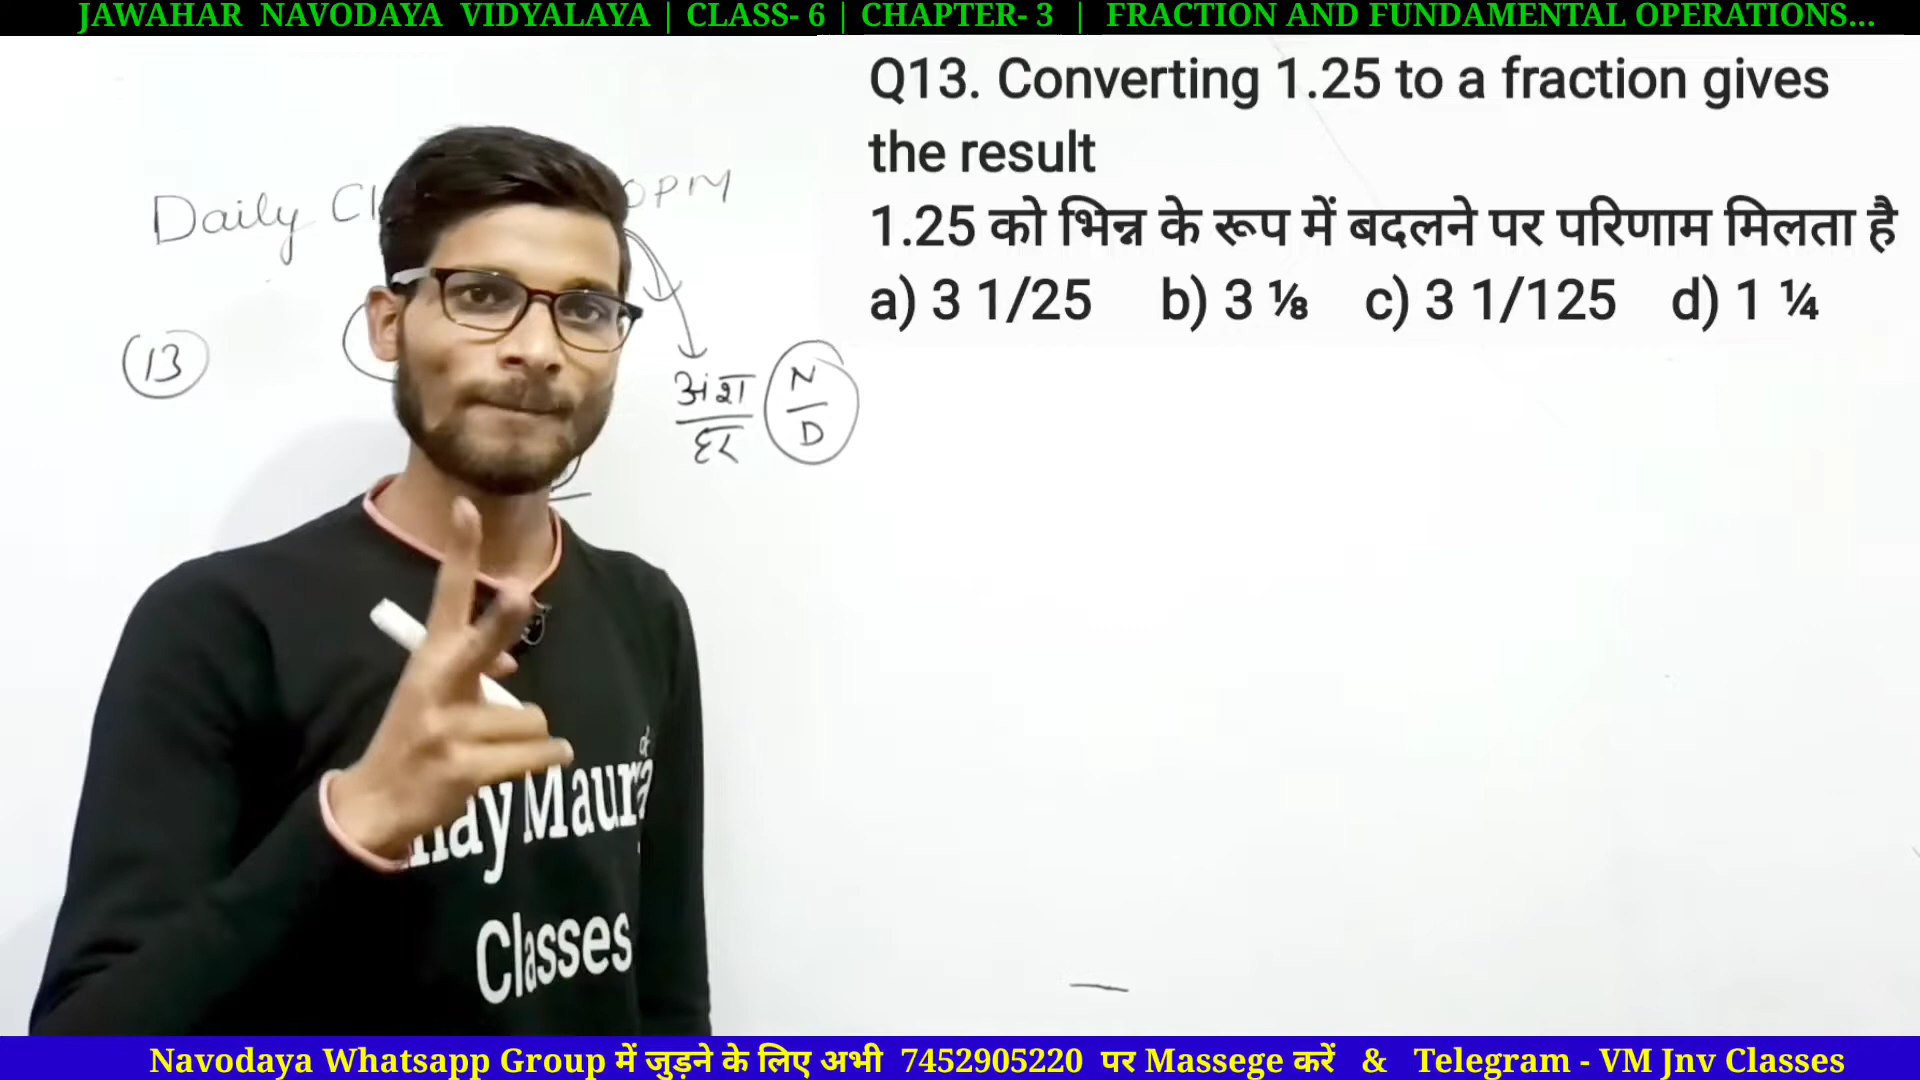 JAWAHAR NAVODAYA VIDYALAYA | CLASS- 6 | CHAPTER- 3 | FRACTION AND FUNDAMENTAL OPERATIONS...
Q13. Converting 1.25 to a fraction gives
the result
1.25 को भिन्न के रूप में बदलने पर परिणाम मिलता है
a) 3 1/25 b) 3 ⅛ c) 3 1/125 d) 1 ¼
Daily PM
13
अंश
हर
N
D
Classes
Navodaya Whatsapp Group में जुड़ने के लिए अभी 7452905220 पर Massege करें & Telegram - VM Jnv Classes